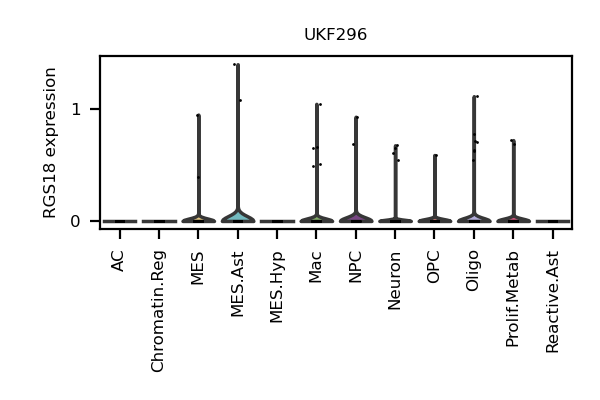 UKF296
RGS18 expression
1
0
AC
Chromatin.Reg
MES
MES.Ast
MES.Hyp
Mac
NPC
Neuron
OPC
Oligo
Prolif.Metab
Reactive.Ast